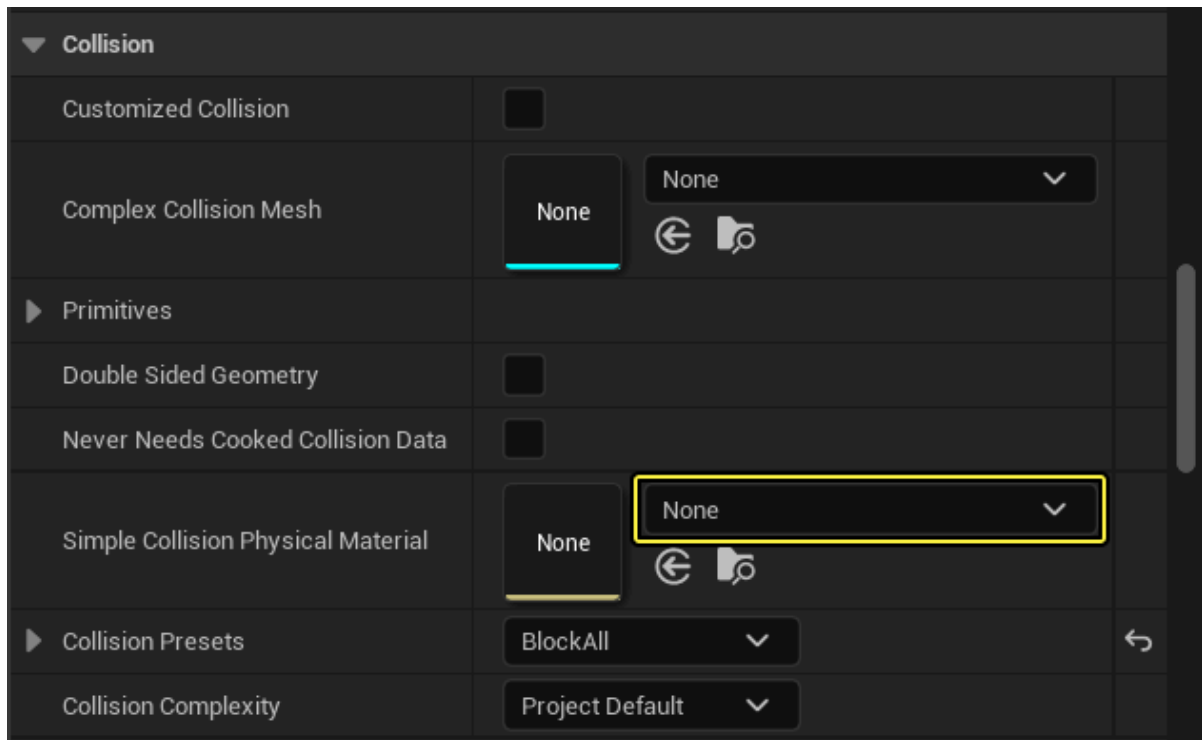 Collision
Customized Collision
Complex Collision Mesh
None
None
Primitives
Double Sided Geometry
Never Needs Cooked Collision Data
Simple Collision Physical Material
None
None
Collision Presets
BlockAll
Collision Complexity
Project Default